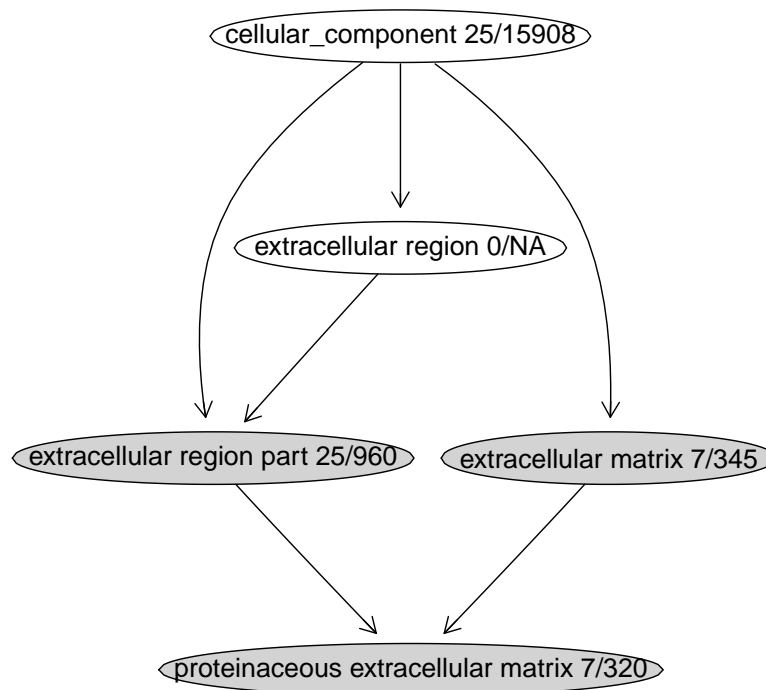 cellular_component 25/15908
extracellular region 0/NA
extracellular region part 25/960
extracellular matrix 7/345
proteinaceous extracellular matrix 7/320